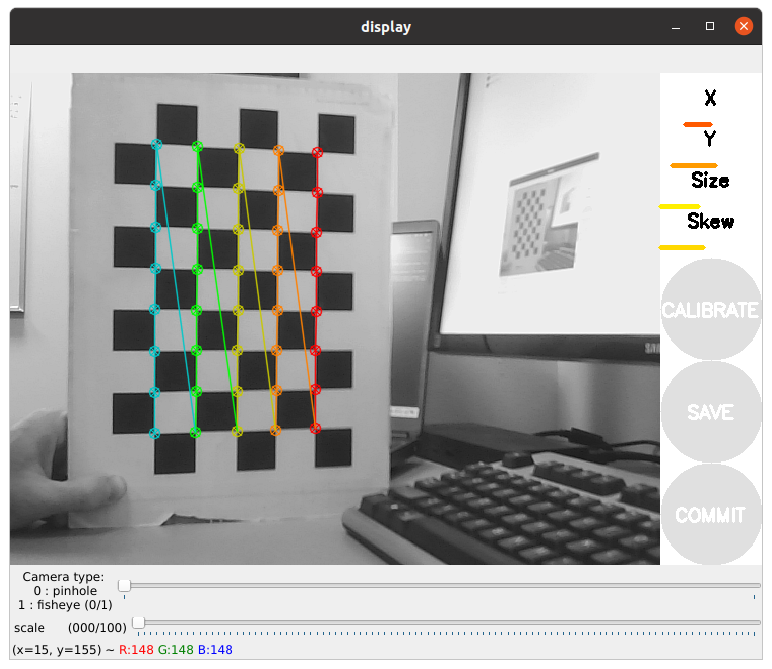 display
X
Y
Size
Skew
CALIBRATE
SAVE
COMMIT
Camera type:
0 : pinhole
1 : fisheye (0/1)
scale (000/100)
(x=15, y=155) ~ R:148 G:148 B:148